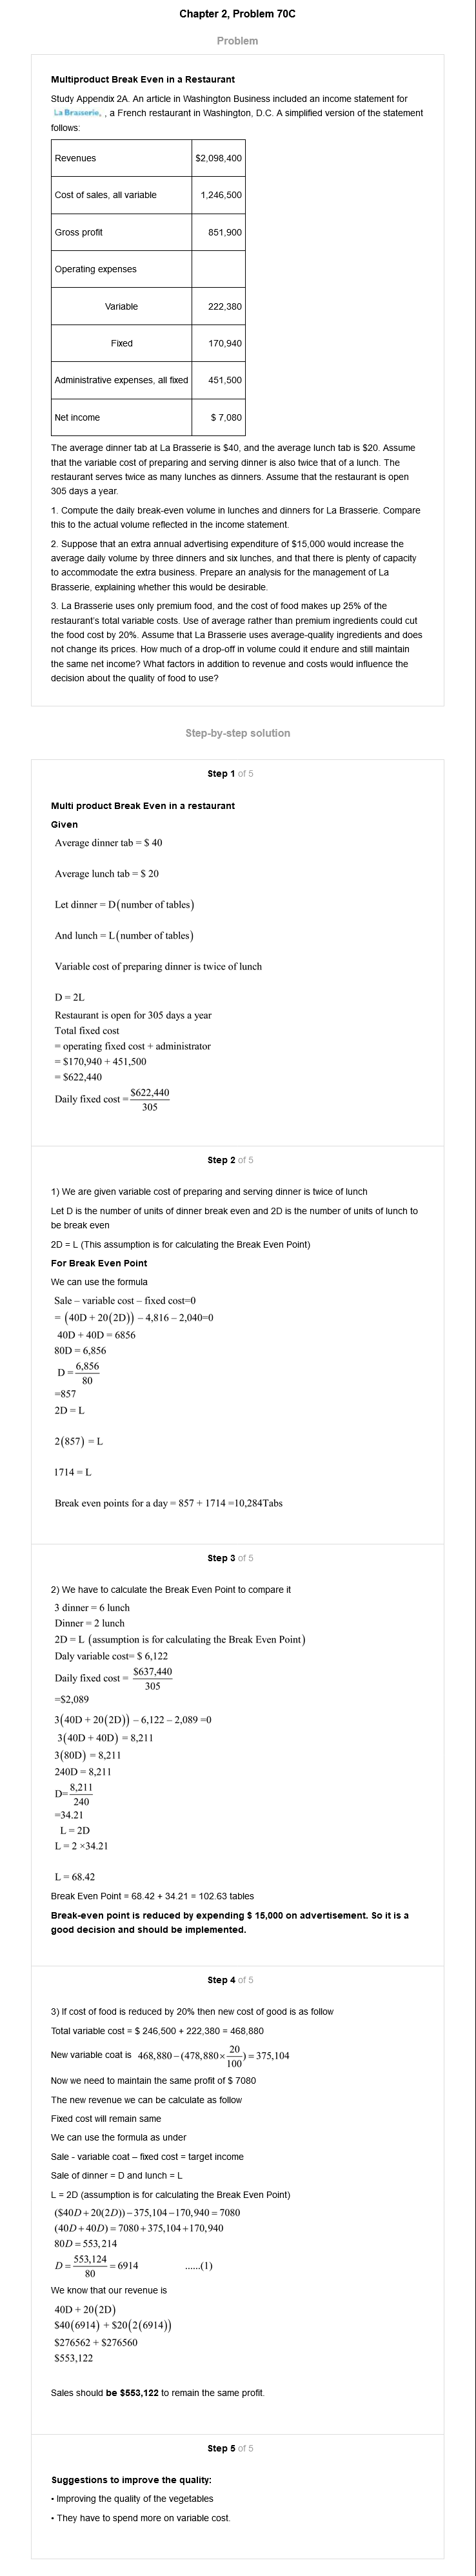 Chapter 2, Problem 70C
Problem
Multiproduct Break Even in a Restaurant
Study Appendix 2A. An article in Washington Business included an income statement for
La Brasserie, , a French restaurant in Washington, D.C. A simplified version of the statement
follows:
Revenues $2,098,400
Cost of sales, all variable 1,246,500
Gross profit 851,900
Operating expenses
Variable 222,380
Fixed 170,940
Administrative expenses, all fixed 451,500
Net income $ 7,080
The average dinner tab at La Brasserie is $40, and the average lunch tab is $20. Assume
that the variable cost of preparing and serving dinner is also twice that of a lunch. The
restaurant serves twice as many lunches as dinners. Assume that the restaurant is open
305 days a year.
1. Compute the daily break-even volume in lunches and dinners for La Brasserie. Compare
this to the actual volume reflected in the income statement.
2. Suppose that an extra annual advertising expenditure of $15,000 would increase the
average daily volume by three dinners and six lunches, and that there is plenty of capacity
to accommodate the extra business. Prepare an analysis for the management of La
Brasserie, explaining whether this would be desirable.
3. La Brasserie uses only premium food, and the cost of food makes up 25% of the
restaurant's total variable costs. Use of average rather than premium ingredients could cut
the food cost by 20%. Assume that La Brasserie uses average-quality ingredients and does
not change its prices. How much of a drop-off in volume could it endure and still maintain
the same net income? What factors in addition to revenue and costs would influence the
decision about the quality of food to use?
Step-by-step solution
Step 1 of 5
Multi product Break Even in a restaurant
Given
Average dinner tab = $ 40
Average lunch tab = $ 20
Let dinner = D(number of tables)
And lunch = L(number of tables)
Variable cost of preparing dinner is twice of lunch
D = 2L
Restaurant is open for 305 days a year
Total fixed cost
= operating fixed cost + administrator
= $170,940 + 451,500
= $622,440
Daily fixed cost = $622,440 / 305
Step 2 of 5
1) We are given variable cost of preparing and serving dinner is twice of lunch
Let D is the number of units of dinner break even and 2D is the number of units of lunch to
be break even
2D = L (This assumption is for calculating the Break Even Point)
For Break Even Point
We can use the formula
Sale – variable cost – fixed cost=0
= (40D + 20(2D)) – 4,816 – 2,040=0
40D + 40D = 6856
80D = 6,856
D = 6,856 / 80
=857
2D = L
2(857) = L
1714 = L
Break even points for a day = 857 + 1714 =10,284Tabs
Step 3 of 5
2) We have to calculate the Break Even Point to compare it
3 dinner = 6 lunch
Dinner = 2 lunch
2D = L (assumption is for calculating the Break Even Point)
Daly variable cost= $ 6,122
Daily fixed cost = $637,440 / 305
=$2,089
3(40D + 20(2D)) – 6,122 – 2,089 =0
3(40D + 40D) = 8,211
3(80D) = 8,211
240D = 8,211
D= 8,211 / 240
=34.21
L = 2D
L = 2 ×34.21
L = 68.42
Break Even Point = 68.42 + 34.21 = 102.63 tables
Break-even point is reduced by expending $ 15,000 on advertisement. So it is a
good decision and should be implemented.
Step 4 of 5
3) If cost of food is reduced by 20% then new cost of good is as follow
Total variable cost = $ 246,500 + 222,380 = 468,880
New variable coat is 468,880−(478,880× 20 / 100) = 375,104
Now we need to maintain the same profit of $ 7080
The new revenue we can be calculate as follow
Fixed cost will remain same
We can use the formula as under
Sale - variable coat – fixed cost = target income
Sale of dinner = D and lunch = L
L = 2D (assumption is for calculating the Break Even Point)
($40D + 20(2D)) − 375,104 − 170,940 = 7080
(40D + 40D) = 7080 + 375,104 + 170,940
80D = 553,214
D = 553,124 / 80 = 6914 ......(1)
We know that our revenue is
40D + 20(2D)
$40(6914) + $20(2(6914))
$276562 + $276560
$553,122
Sales should be $553,122 to remain the same profit.
Step 5 of 5
Suggestions to improve the quality:
• Improving the quality of the vegetables
• They have to spend more on variable cost.